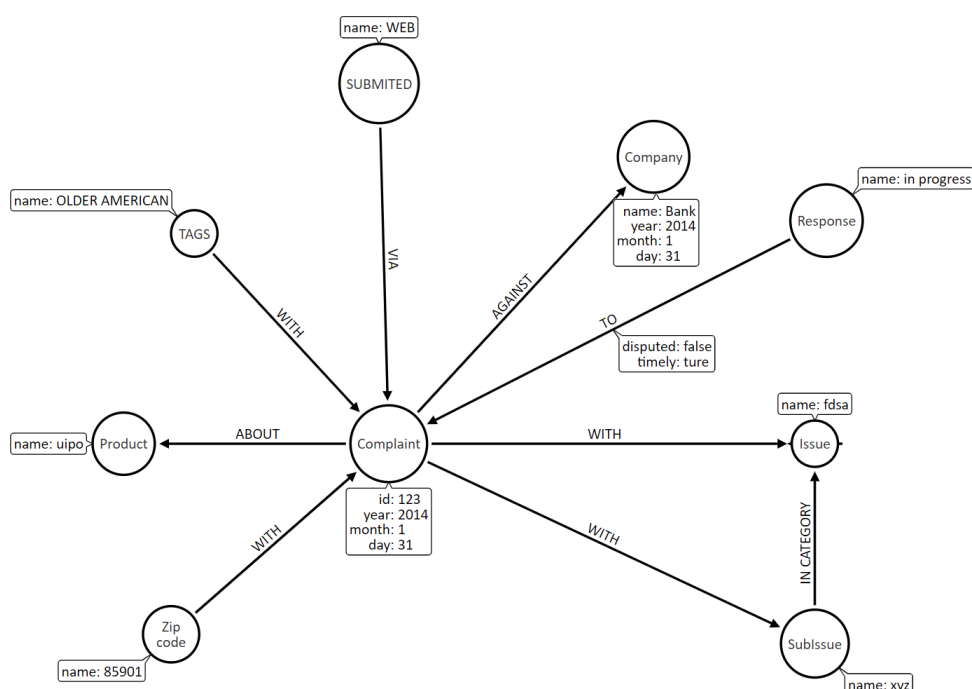 name: WEB
SUBMITED
Company
name: in progress
name: Bank
year: 2014
month: 1
day: 31
Response
name: OLDER AMERICAN
TAGS
VIA
AGAINST
WITH
TO
disputed: false
timely: ture
name: fdsa
name: uipo
Product
ABOUT
Complaint
WITH
Issue
id: 123
year: 2014
month: 1
day: 31
WITH
WITH
IN CATEGORY
Zip
code
SubIssue
name: 85901
name: xyz